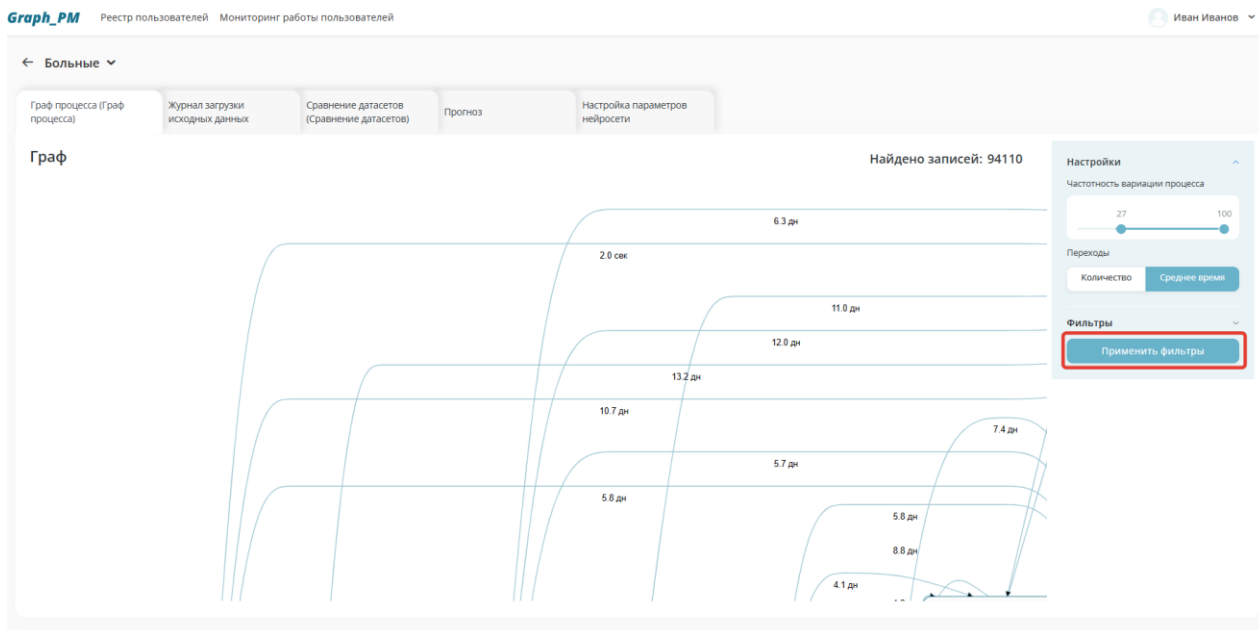 Graph_PM Реестр пользователей Мониторинг работы пользователей Иван Иванов
← Больные
Граф процесса (Граф
процесса)
Журнал загрузки
исходных данных
Сравнение датасетов
(Сравнение датасетов)
Прогноз
Настройка параметров
нейросети
Граф
Найдено записей: 94110
6.3 дн
2.0 сек
11.0 дн
12.0 дн
13.2 дн
10.7 дн
7.4 дн
5.7 дн
5.8 дн
5.8 дн
8.8 дн
4.1 дн
Настройки
Частотность вариации процесса
27 100
Переходы
Количество Среднее время
Фильтры
Применить фильтры